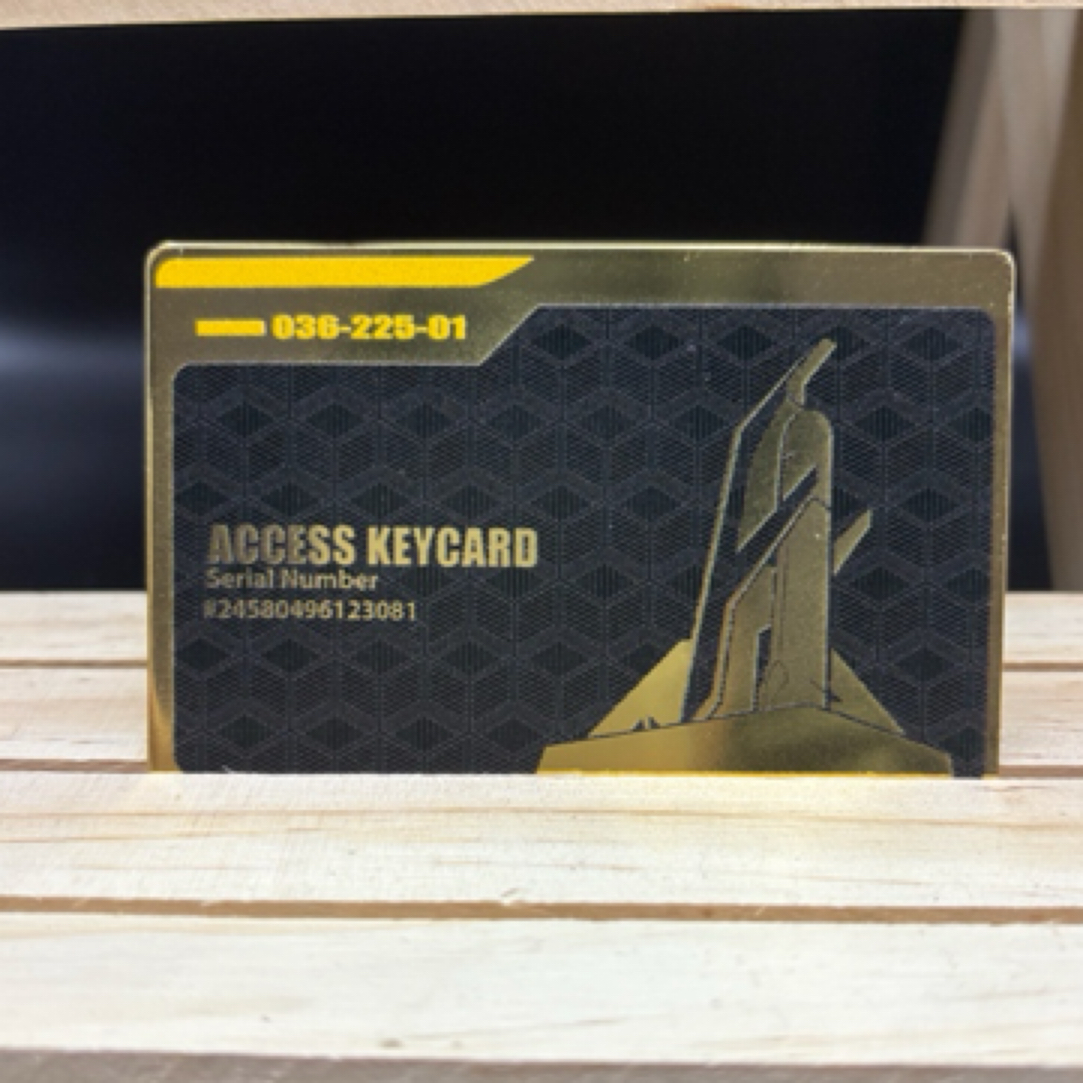 036-225-01
ACCESS KEYCARD
Serial Number
#24580496123081